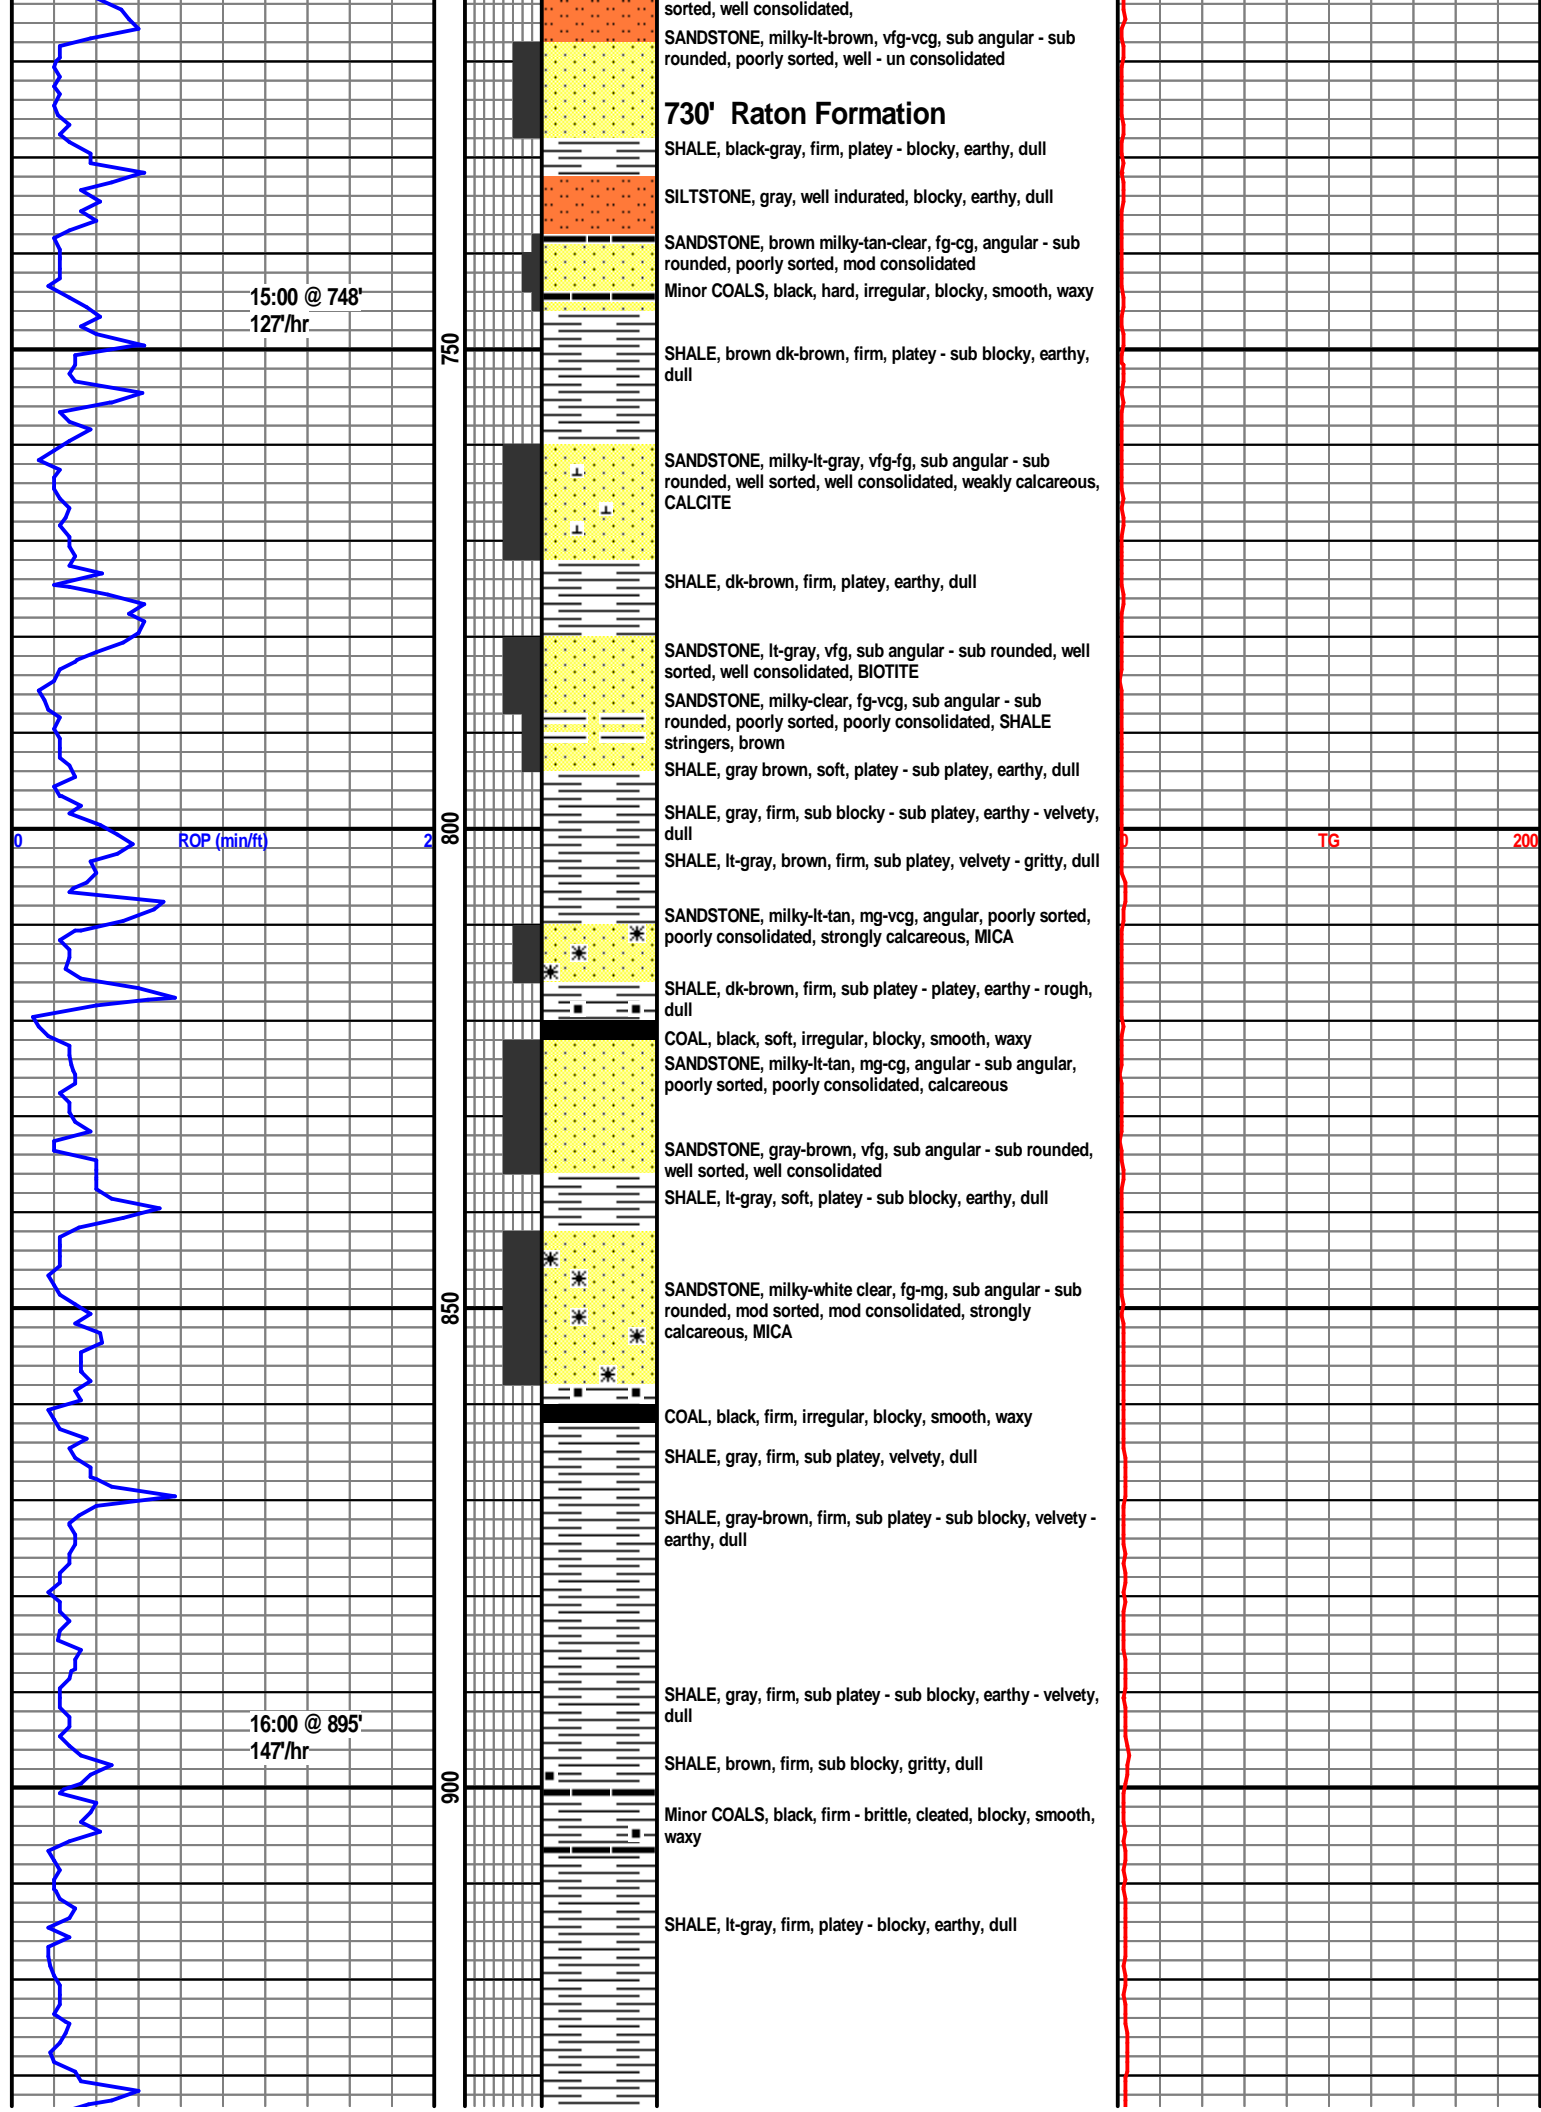 sorted, well consolidated,
SANDSTONE, milky-lt-brown, vfg-vcg, sub angular - sub
rounded, poorly sorted, well - un consolidated
730' Raton Formation
SHALE, black-gray, firm, platey - blocky, earthy, dull
SILTSTONE, gray, well indurated, blocky, earthy, dull
SANDSTONE, brown milky-tan-clear, fg-cg, angular - sub
rounded, poorly sorted, mod consolidated
15:00 @ 748'
127'/hr
Minor COALS, black, hard, irregular, blocky, smooth, waxy
750
SHALE, brown dk-brown, firm, platey - sub blocky, earthy,
dull
SANDSTONE, milky-lt-gray, vfg-fg, sub angular - sub
rounded, well sorted, well consolidated, weakly calcareous,
CALCITE
SHALE, dk-brown, firm, platey, earthy, dull
SANDSTONE, lt-gray, vfg, sub angular - sub rounded, well
sorted, well consolidated, BIOTITE
SANDSTONE, milky-clear, fg-vcg, sub angular - sub
rounded, poorly sorted, poorly consolidated, SHALE
stringers, brown
SHALE, gray brown, soft, platey - sub platey, earthy, dull
SHALE, gray, firm, sub blocky - sub platey, earthy - velvety,
dull
0 ROP (min/ft) 2
800
0 TG 200
SHALE, lt-gray, brown, firm, sub platey, velvety - gritty, dull
SANDSTONE, milky-lt-tan, mg-vcg, angular, poorly sorted,
poorly consolidated, strongly calcareous, MICA
SHALE, dk-brown, firm, sub platey - platey, earthy - rough,
dull
COAL, black, soft, irregular, blocky, smooth, waxy
SANDSTONE, milky-lt-tan, mg-cg, angular - sub angular,
poorly sorted, poorly consolidated, calcareous
SANDSTONE, gray-brown, vfg, sub angular - sub rounded,
well sorted, well consolidated
SHALE, lt-gray, soft, platey - sub blocky, earthy, dull
850
SANDSTONE, milky-white clear, fg-mg, sub angular - sub
rounded, mod sorted, mod consolidated, strongly
calcareous, MICA
COAL, black, firm, irregular, blocky, smooth, waxy
SHALE, gray, firm, sub platey, velvety, dull
SHALE, gray-brown, firm, sub platey - sub blocky, velvety -
earthy, dull
SHALE, gray, firm, sub platey - sub blocky, earthy - velvety,
dull
16:00 @ 895'
147'/hr
SHALE, brown, firm, sub blocky, gritty, dull
900
Minor COALS, black, firm - brittle, cleated, blocky, smooth,
waxy
SHALE, lt-gray, firm, platey - blocky, earthy, dull